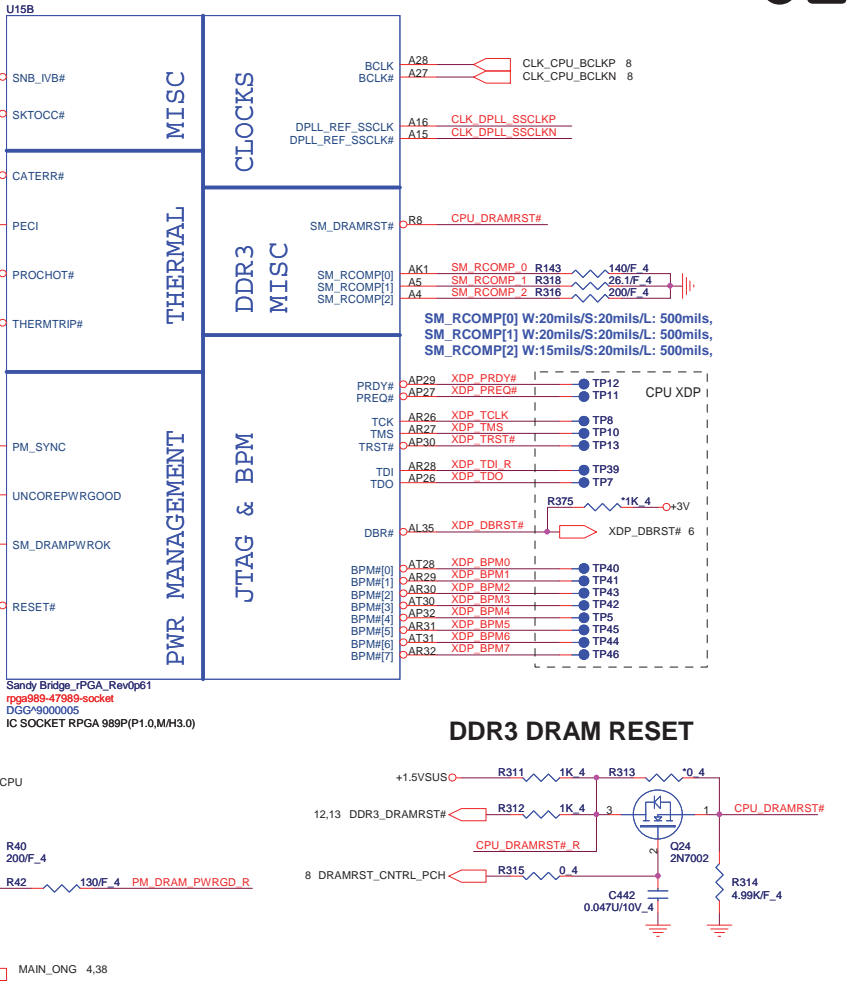 U15B
SNB_IVB#
SKTOCC#
MISC
CATERR#
PECI
PROCHOT#
THERMTRIP#
THERMAL
PM_SYNC
UNCOREPWRGOOD
SM_DRAMPWROK
RESET#
PWR MANAGEMENT
CLOCKS
BCLK A28 CLK_CPU_BCLKP 8
BCLK# A27 CLK_CPU_BCLKN 8
DPLL_REF_SSCLK A16 CLK_DPLL_SSCLKP
DPLL_REF_SSCLK# A15 CLK_DPLL_SSCLKN
DDR3
MISC
SM_DRAMRST# R8 CPU_DRAMRST#
SM_RCOMP[0] AK1 SM_RCOMP_0 R143 140/F_4
SM_RCOMP[1] A5 SM_RCOMP_1 R318 26.1/F_4
SM_RCOMP[2] A4 SM_RCOMP_2 R316 200/F_4
SM_RCOMP[0] W:20mils/S:20mils/L: 500mils,
SM_RCOMP[1] W:20mils/S:20mils/L: 500mils,
SM_RCOMP[2] W:15mils/S:20mils/L: 500mils,
JTAG & BPM
CPU XDP
PRDY# AP29 XDP_PRDY# TP12
PREQ# AP27 XDP_PREQ# TP11
TCK AR26 XDP_TCLK TP8
TMS AR27 XDP_TMS TP10
TRST# AP30 XDP_TRST# TP13
TDI AR28 XDP_TDI_R TP39
TDO AP26 XDP_TDO TP7
R375 *1K_4 +3V
DBR# AL35 XDP_DBRST# XDP_DBRST# 6
BPM#[0] AT28 XDP_BPM0 TP40
BPM#[1] AR29 XDP_BPM1 TP41
BPM#[2] AR30 XDP_BPM2 TP43
BPM#[3] AT30 XDP_BPM3 TP42
BPM#[4] AP32 XDP_BPM4 TP5
BPM#[5] AR31 XDP_BPM5 TP45
BPM#[6] AT31 XDP_BPM6 TP44
BPM#[7] AR32 XDP_BPM7 TP46
Sandy Bridge_rPGA_Rev0p61
rpga989-47989-socket
DGG^9000005
IC SOCKET RPGA 989P(P1.0,M/H3.0)
DDR3 DRAM RESET
CPU
R40
200/F_4
R42 130/F_4 PM_DRAM_PWRGD_R
MAIN_ONG 4,38
+1.5VSUS R311 1K_4 R313 *0_4
12,13 DDR3_DRAMRST# R312 1K_4 3 1 CPU_DRAMRST#
CPU_DRAMRST#_R
2
Q24
2N7002
8 DRAMRST_CNTRL_PCH R315 0_4
C442
0.047U/10V_4
R314
4.99K/F_4